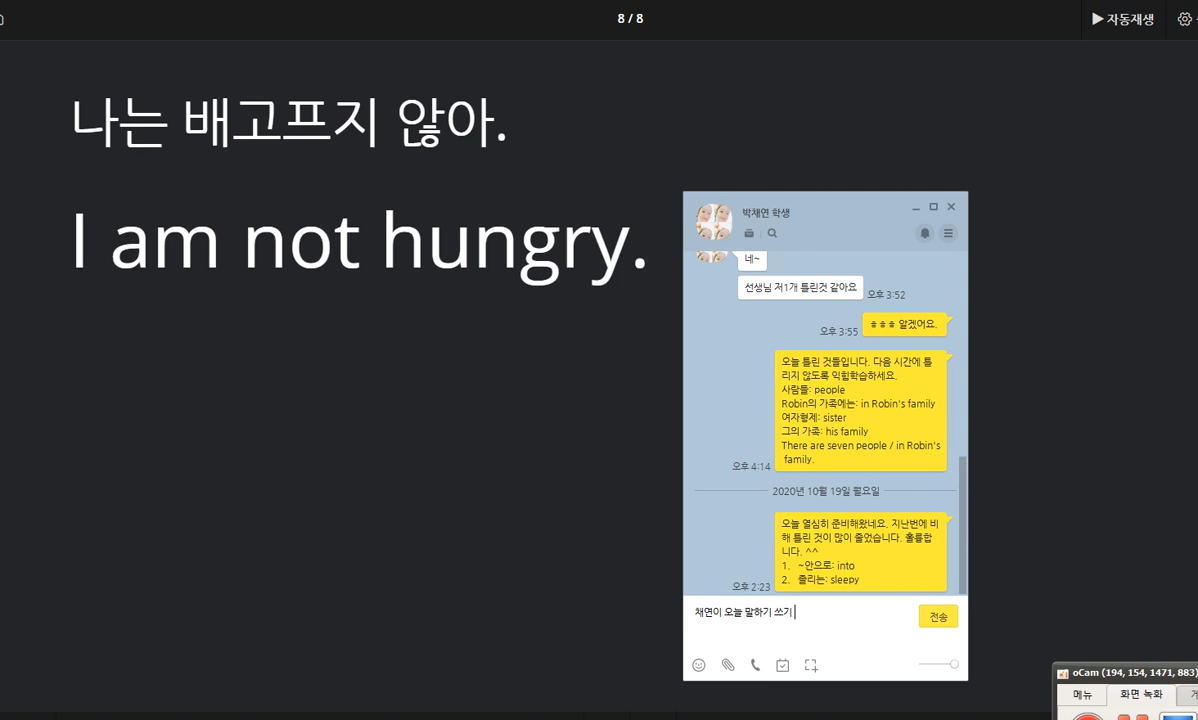 8 / 8
▶ 자동재생
나는 배고프지 않아.
I am not hungry.
박채연 학생
네~
선생님 저1개 틀린것 같아요
오후 3:52
ㅎㅎㅎ 알겠어요.
오후 3:55
오늘 틀린 것들입니다. 다음 시간에 틀
리지 않도록 익힘학습하세요.
사람들: people
Robin의 가족에는: in Robin's family
여자형제: sister
그의 가족: his family
There are seven people / in Robin's
family.
오후 4:14
2020년 10월 19일 월요일
오늘 열심히 준비해왔네요. 지난번에 비
해 틀린 것이 많이 줄었습니다. 훌륭합
니다. ^^
1. ~안으로: into
2. 졸리는: sleepy
오후 2:23
채연이 오늘 말하기 쓰기
전송
oCam (194, 154, 1471, 883)
메뉴
화면 녹화